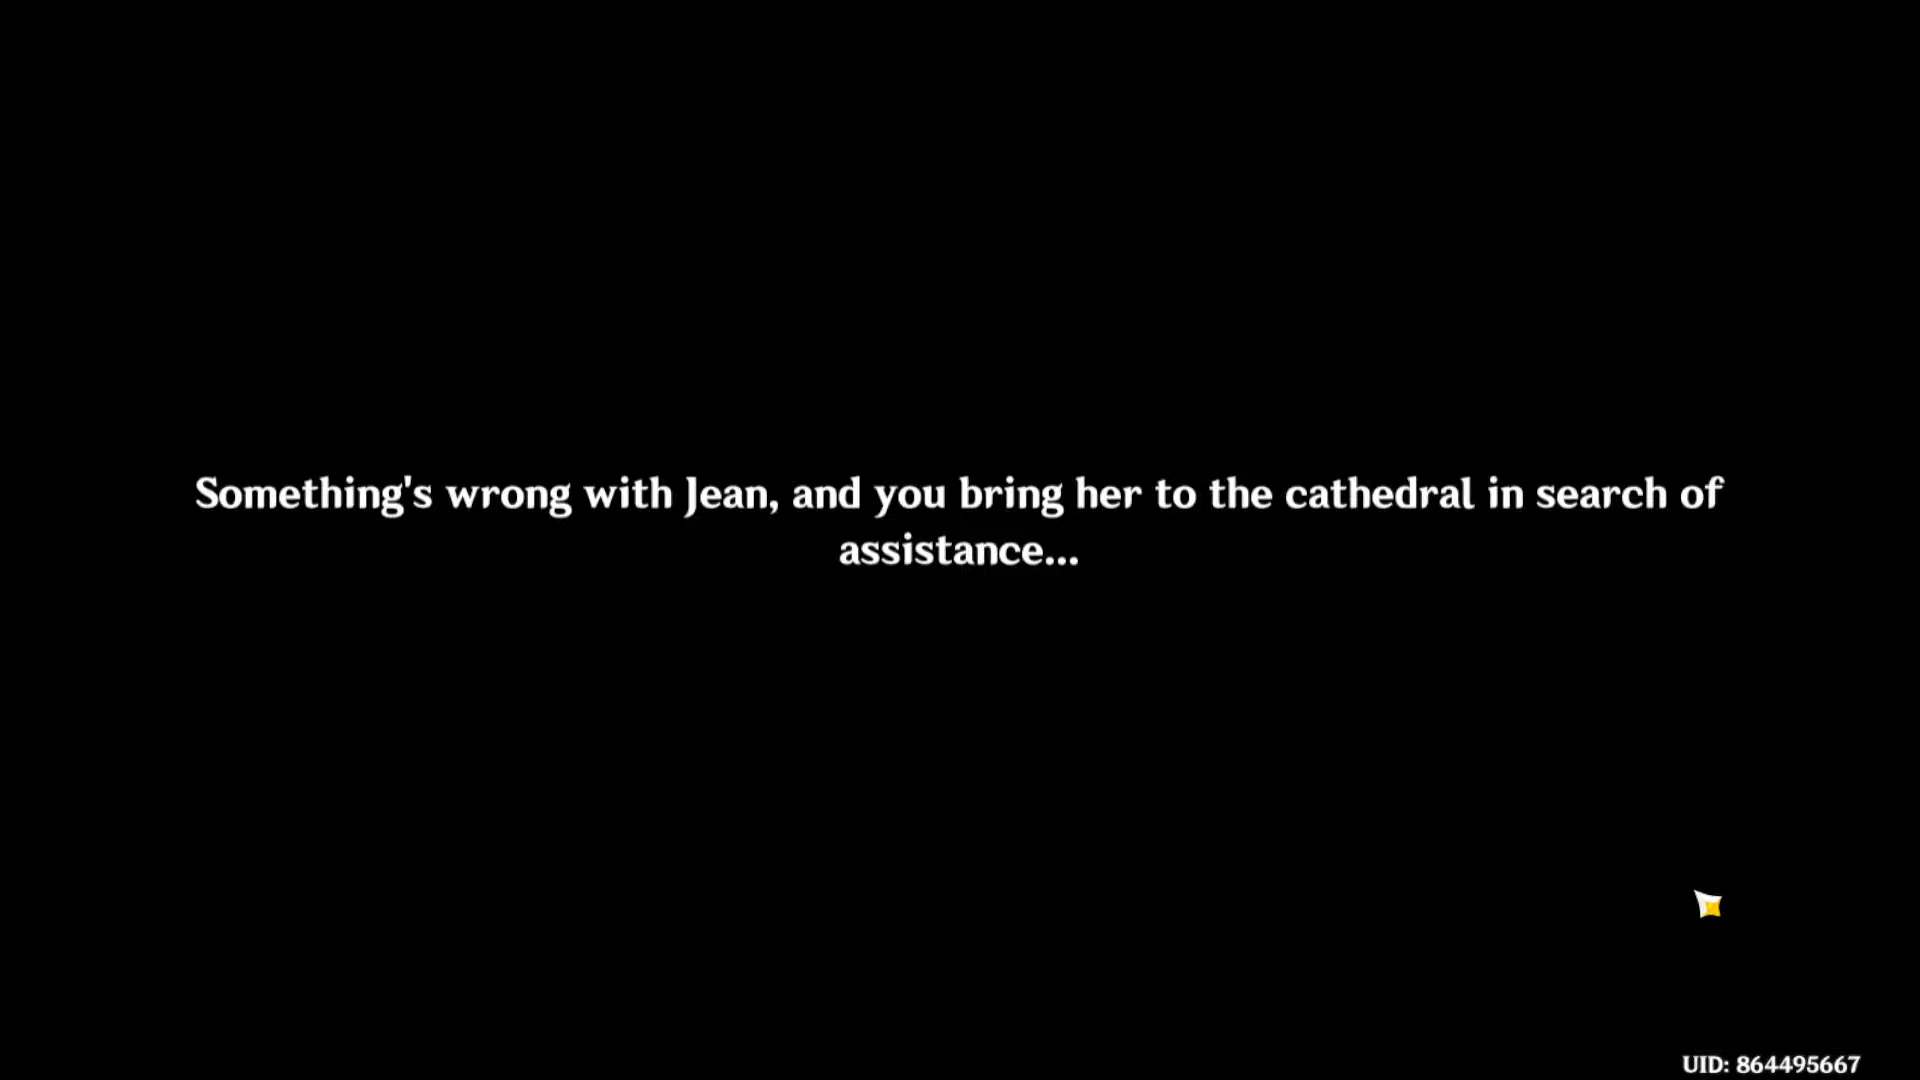 Something's wrong with Jean, and you bring her to the cathedral in search of
assistance...
UID: 864495667